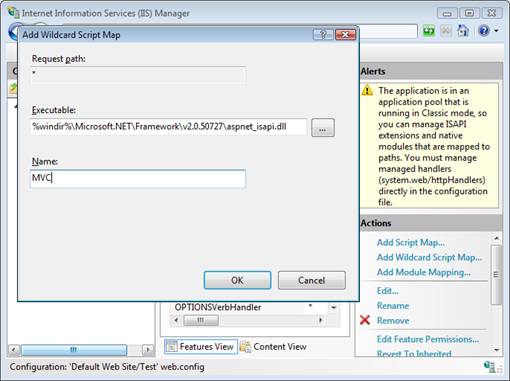 Internet Information Services (IIS) Manager
Add Wildcard Script Map
Request path:
*
Executable:
%windir%\Microsoft.NET\Framework\v2.0.50727\aspnet_isapi.dll
...
Name:
MVC
OK
Cancel
OPTIONSVerbHandler *
Features View
Content View
Alerts
The application is in an
application pool that is
running in Classic mode, so
you can manage ISAPI
extensions and native
modules that are mapped to
paths. You must manage
managed handlers
(system.web/httpHandlers)
directly in the configuration
file.
Actions
Add Script Map...
Add Wildcard Script Map...
Add Module Mapping...
Edit...
Rename
Remove
Edit Feature Permissions...
Revert To Inherited
Configuration: 'Default Web Site/Test' web.config